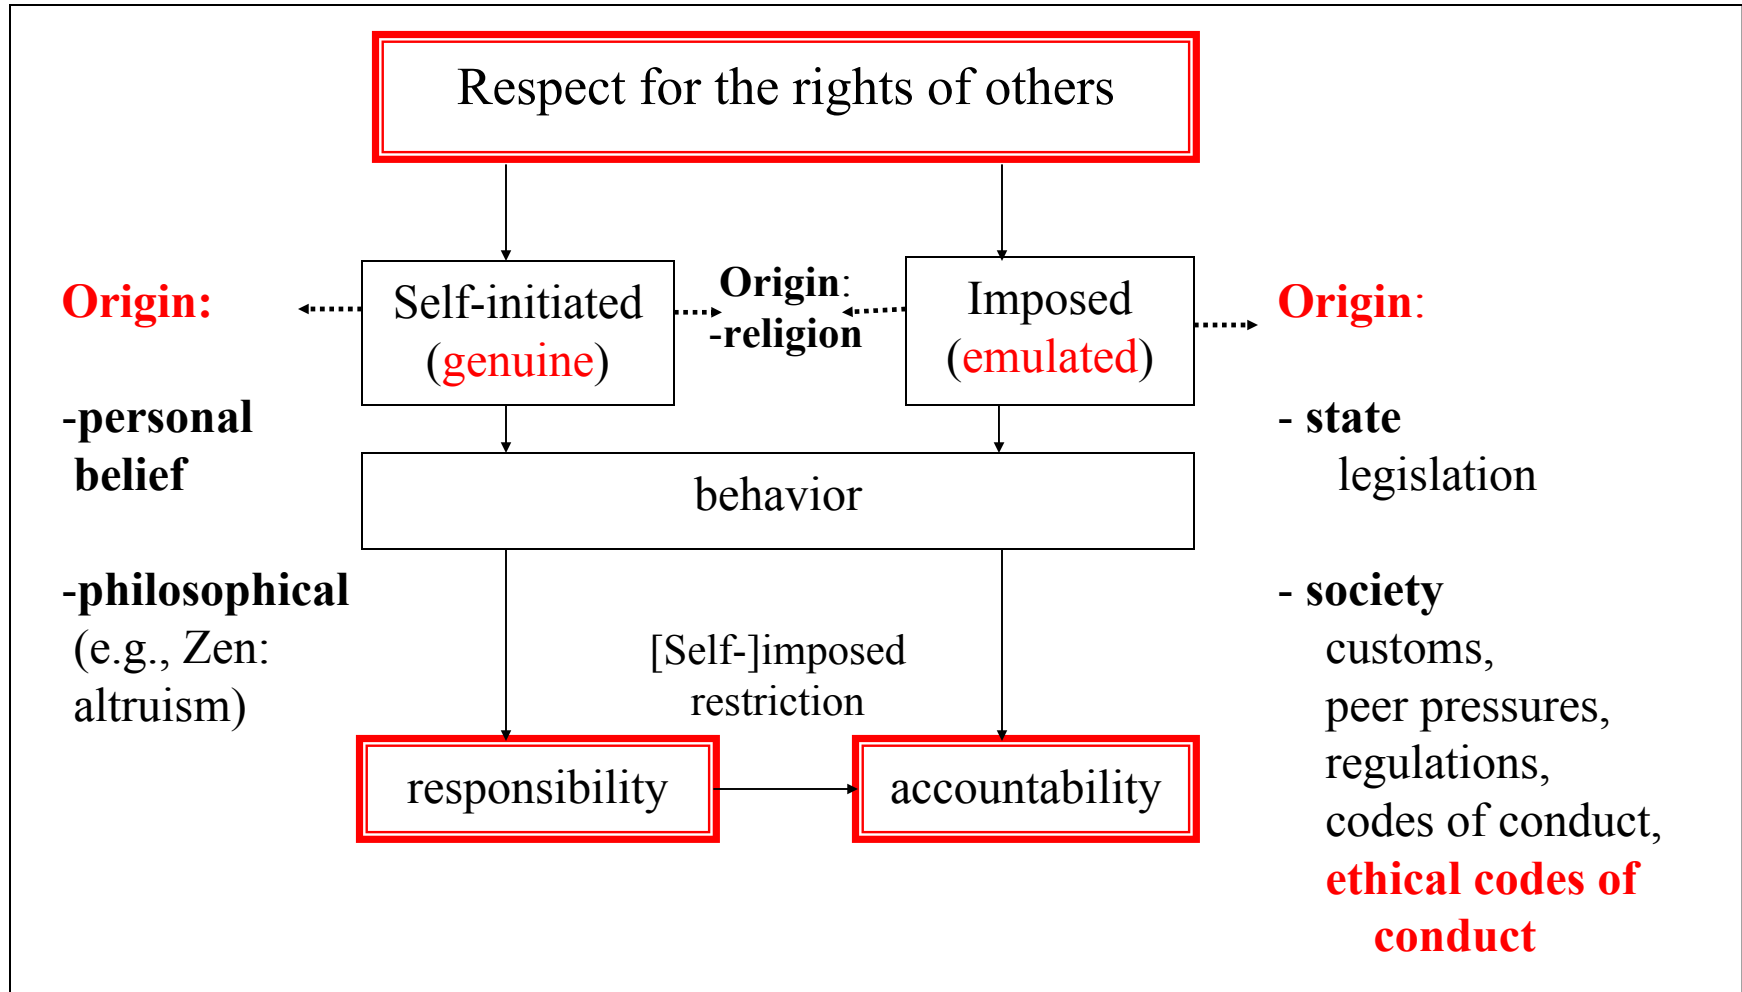 Respect for the rights of others
Origin:
-personal
belief
-philosophical
(e.g., Zen:
altruism)
Self-initiated
(genuine)
Origin:
-religion
Imposed
(emulated)
behavior
[Self-]imposed
restriction
responsibility
accountability
Origin:
- state
legislation
- society
customs,
peer pressures,
regulations,
codes of conduct,
ethical codes of
conduct